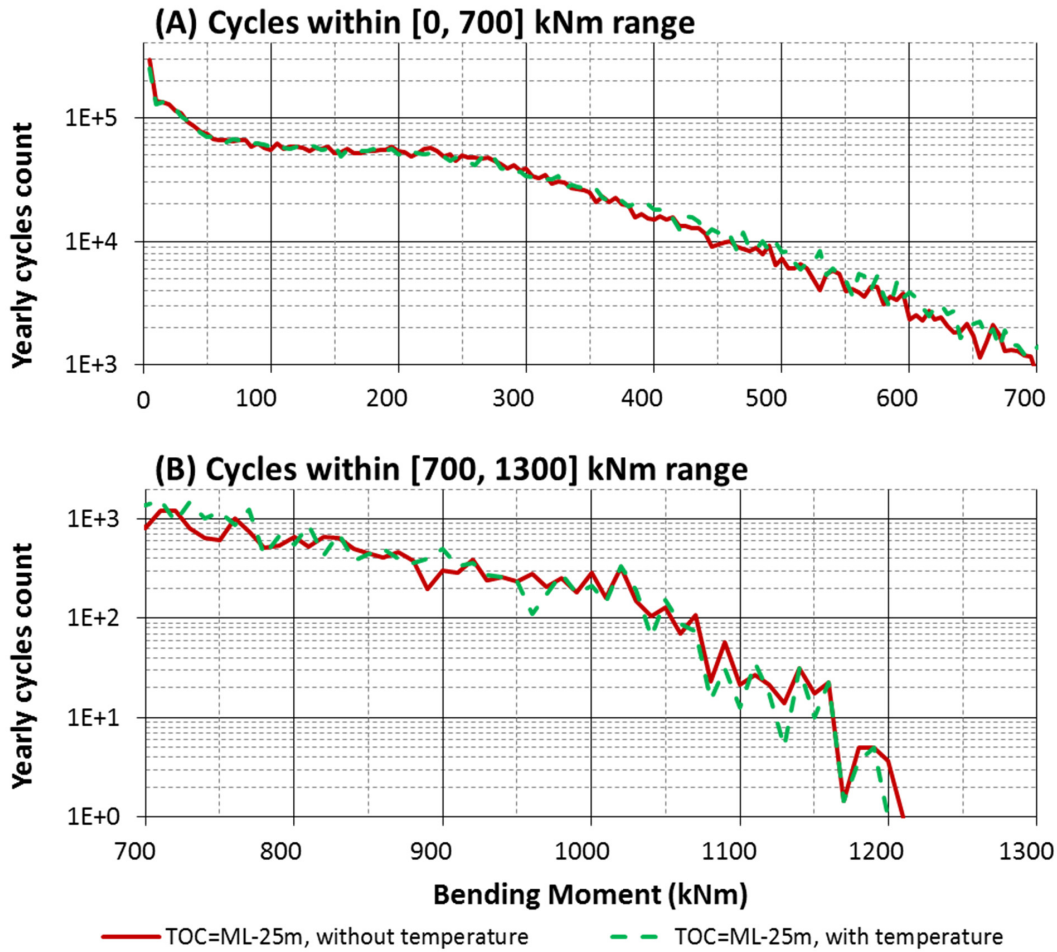 (A) Cycles within [0, 700] kNm range
Yearly cycles count
1E+5
1E+4
1E+3
0 100 200 300 400 500 600 700
(B) Cycles within [700, 1300] kNm range
Yearly cycles count
1E+3
1E+2
1E+1
1E+0
700 800 900 1000 1100 1200 1300
Bending Moment (kNm)
TOC=ML-25m, without temperature TOC=ML-25m, with temperature